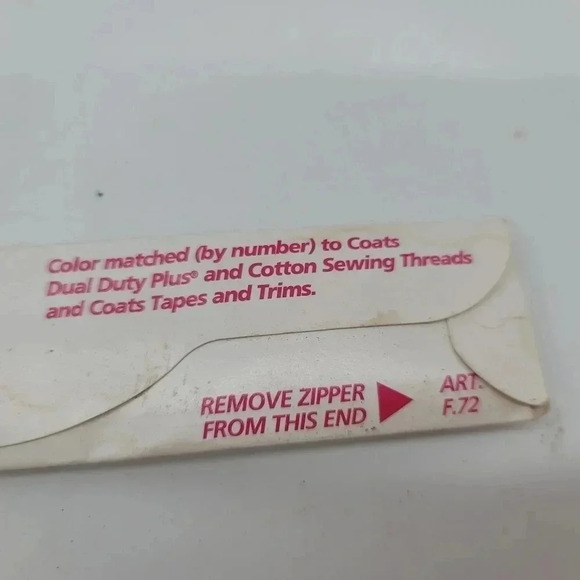 Color matched (by number) to Coats
Dual Duty Plus® and Cotton Sewing Threads
and Coats Tapes and Trims.
REMOVE ZIPPER
FROM THIS END
ART.
F.72